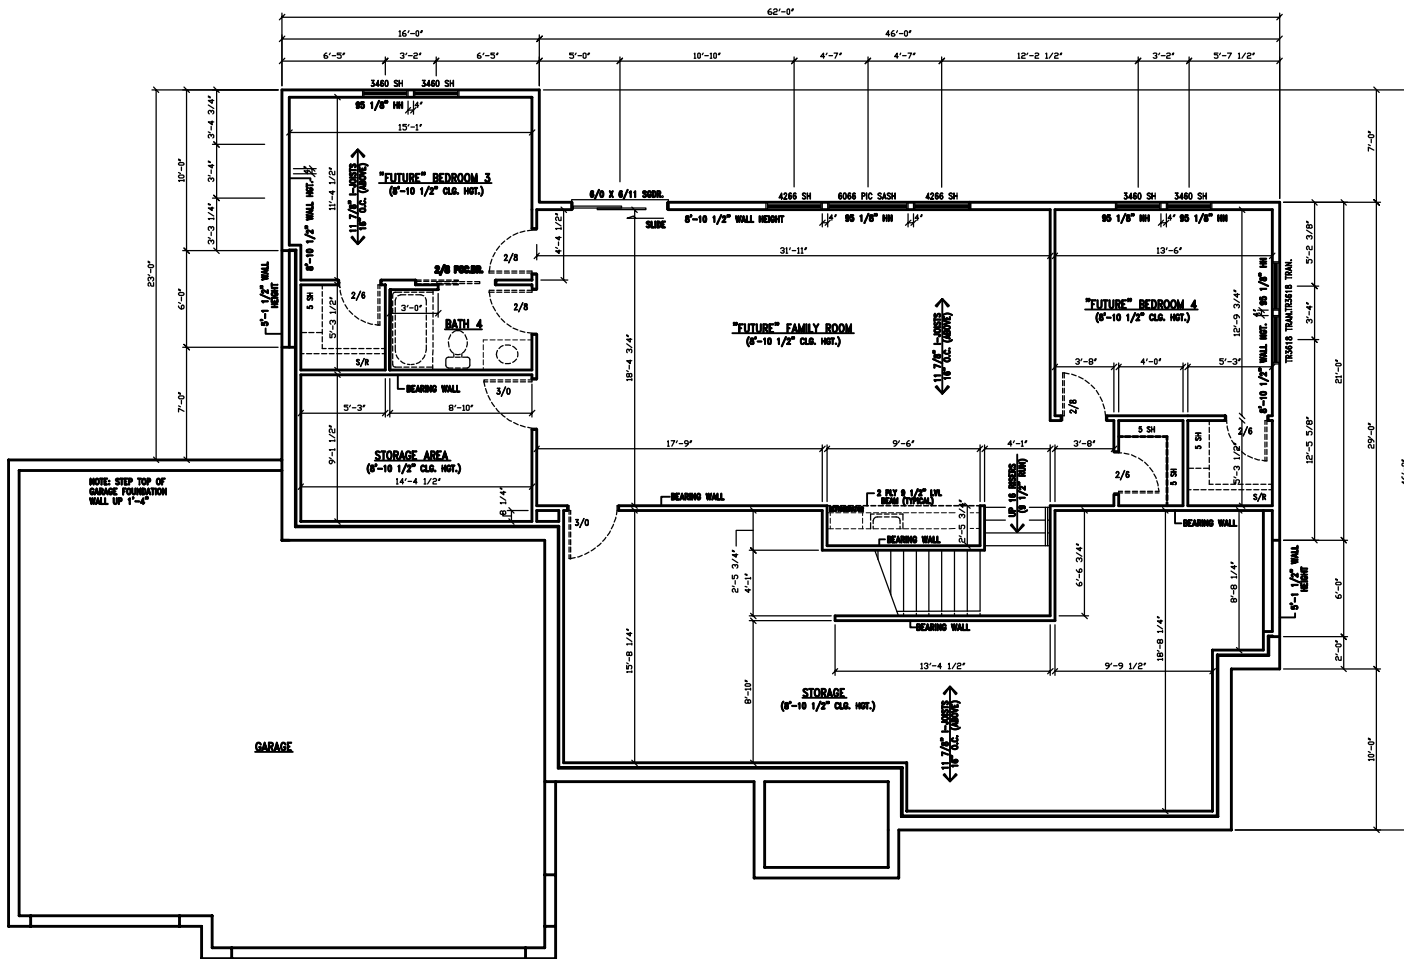 62'-0"
16'-0"
46'-0"
6'-5"
3'-2"
6'-5"
5'-0"
10'-10"
4'-7"
4'-7"
12'-2 1/2"
3'-2"
5'-7 1/2"
3460 SH
3460 SH
95 1/8" HH
4"
15'-1"
"FUTURE" BEDROOM 3
(8'-10 1/2" CLG. HGT.)
11 7/8" I-JOISTS
16" O.C. (ABOVE)
11'-4 1/2"
8'-10 1/2" WALL HGT.
3'-4 3/4"
3'-4"
3'-3 1/4"
10'-0"
6'-0"
7'-0"
23'-0"
5'-1 1/2" WALL
HEIGHT
2/8
2/8 POC.DR.
2/6
2/8
5 SH
S/R
5'-3 1/2"
3'-0"
BATH 4
BEARING WALL
3/0
5'-3"
8'-10"
9'-1 1/2"
STORAGE AREA
(8'-10 1/2" CLG. HGT.)
14'-4 1/2"
8 1/4"
6/0 X 6/11 SGDR.
SLIDE
4'-4 1/2"
8'-10 1/2" WALL HEIGHT
4266 SH
6066 PIC SASH
4266 SH
4"
95 1/8" HH
4"
31'-11"
"FUTURE" FAMILY ROOM
(8'-10 1/2" CLG. HGT.)
18'-4 3/4"
11 7/8" I-JOISTS
16" O.C. (ABOVE)
3460 SH
3460 SH
95 1/8" HH
4"
95 1/8" HH
13'-6"
"FUTURE" BEDROOM 4
(8'-10 1/2" CLG. HGT.)
12'-9 3/4"
95 1/8" HH
8'-10 1/2" WALL HGT.
TR3618 TRAN.TR3618 TRAN.
3'-8"
4'-0"
5'-3"
2/8
2/6
5 SH
5 SH
5 SH
2/6
5'-3 1/2"
S/R
BEARING WALL
5'-2 3/8"
3'-4"
12'-5 5/8"
21'-0"
6'-0"
2'-0"
7'-0"
29'-0"
10'-0"
5'-1 1/2" WALL
HEIGHT
17'-9"
9'-6"
4'-1"
3'-8"
BEARING WALL
2 PLY 9 1/2" LVL
BEAM (TYPICAL)
UP 16 RISERS
(9 1/2" RUN)
2'-5 3/4"
BEARING WALL
3/0
2'-5 3/4"
4'-1"
8'-10"
15'-8 1/4"
6'-6 3/4"
8'-8 1/4"
18'-8 1/4"
BEARING WALL
13'-4 1/2"
9'-9 1/2"
STORAGE
(8'-10 1/2" CLG. HGT.)
11 7/8" I-JOISTS
16" O.C. (ABOVE)
NOTE: STEP TOP OF
GARAGE FOUNDATION
WALL UP 1'-4"
GARAGE